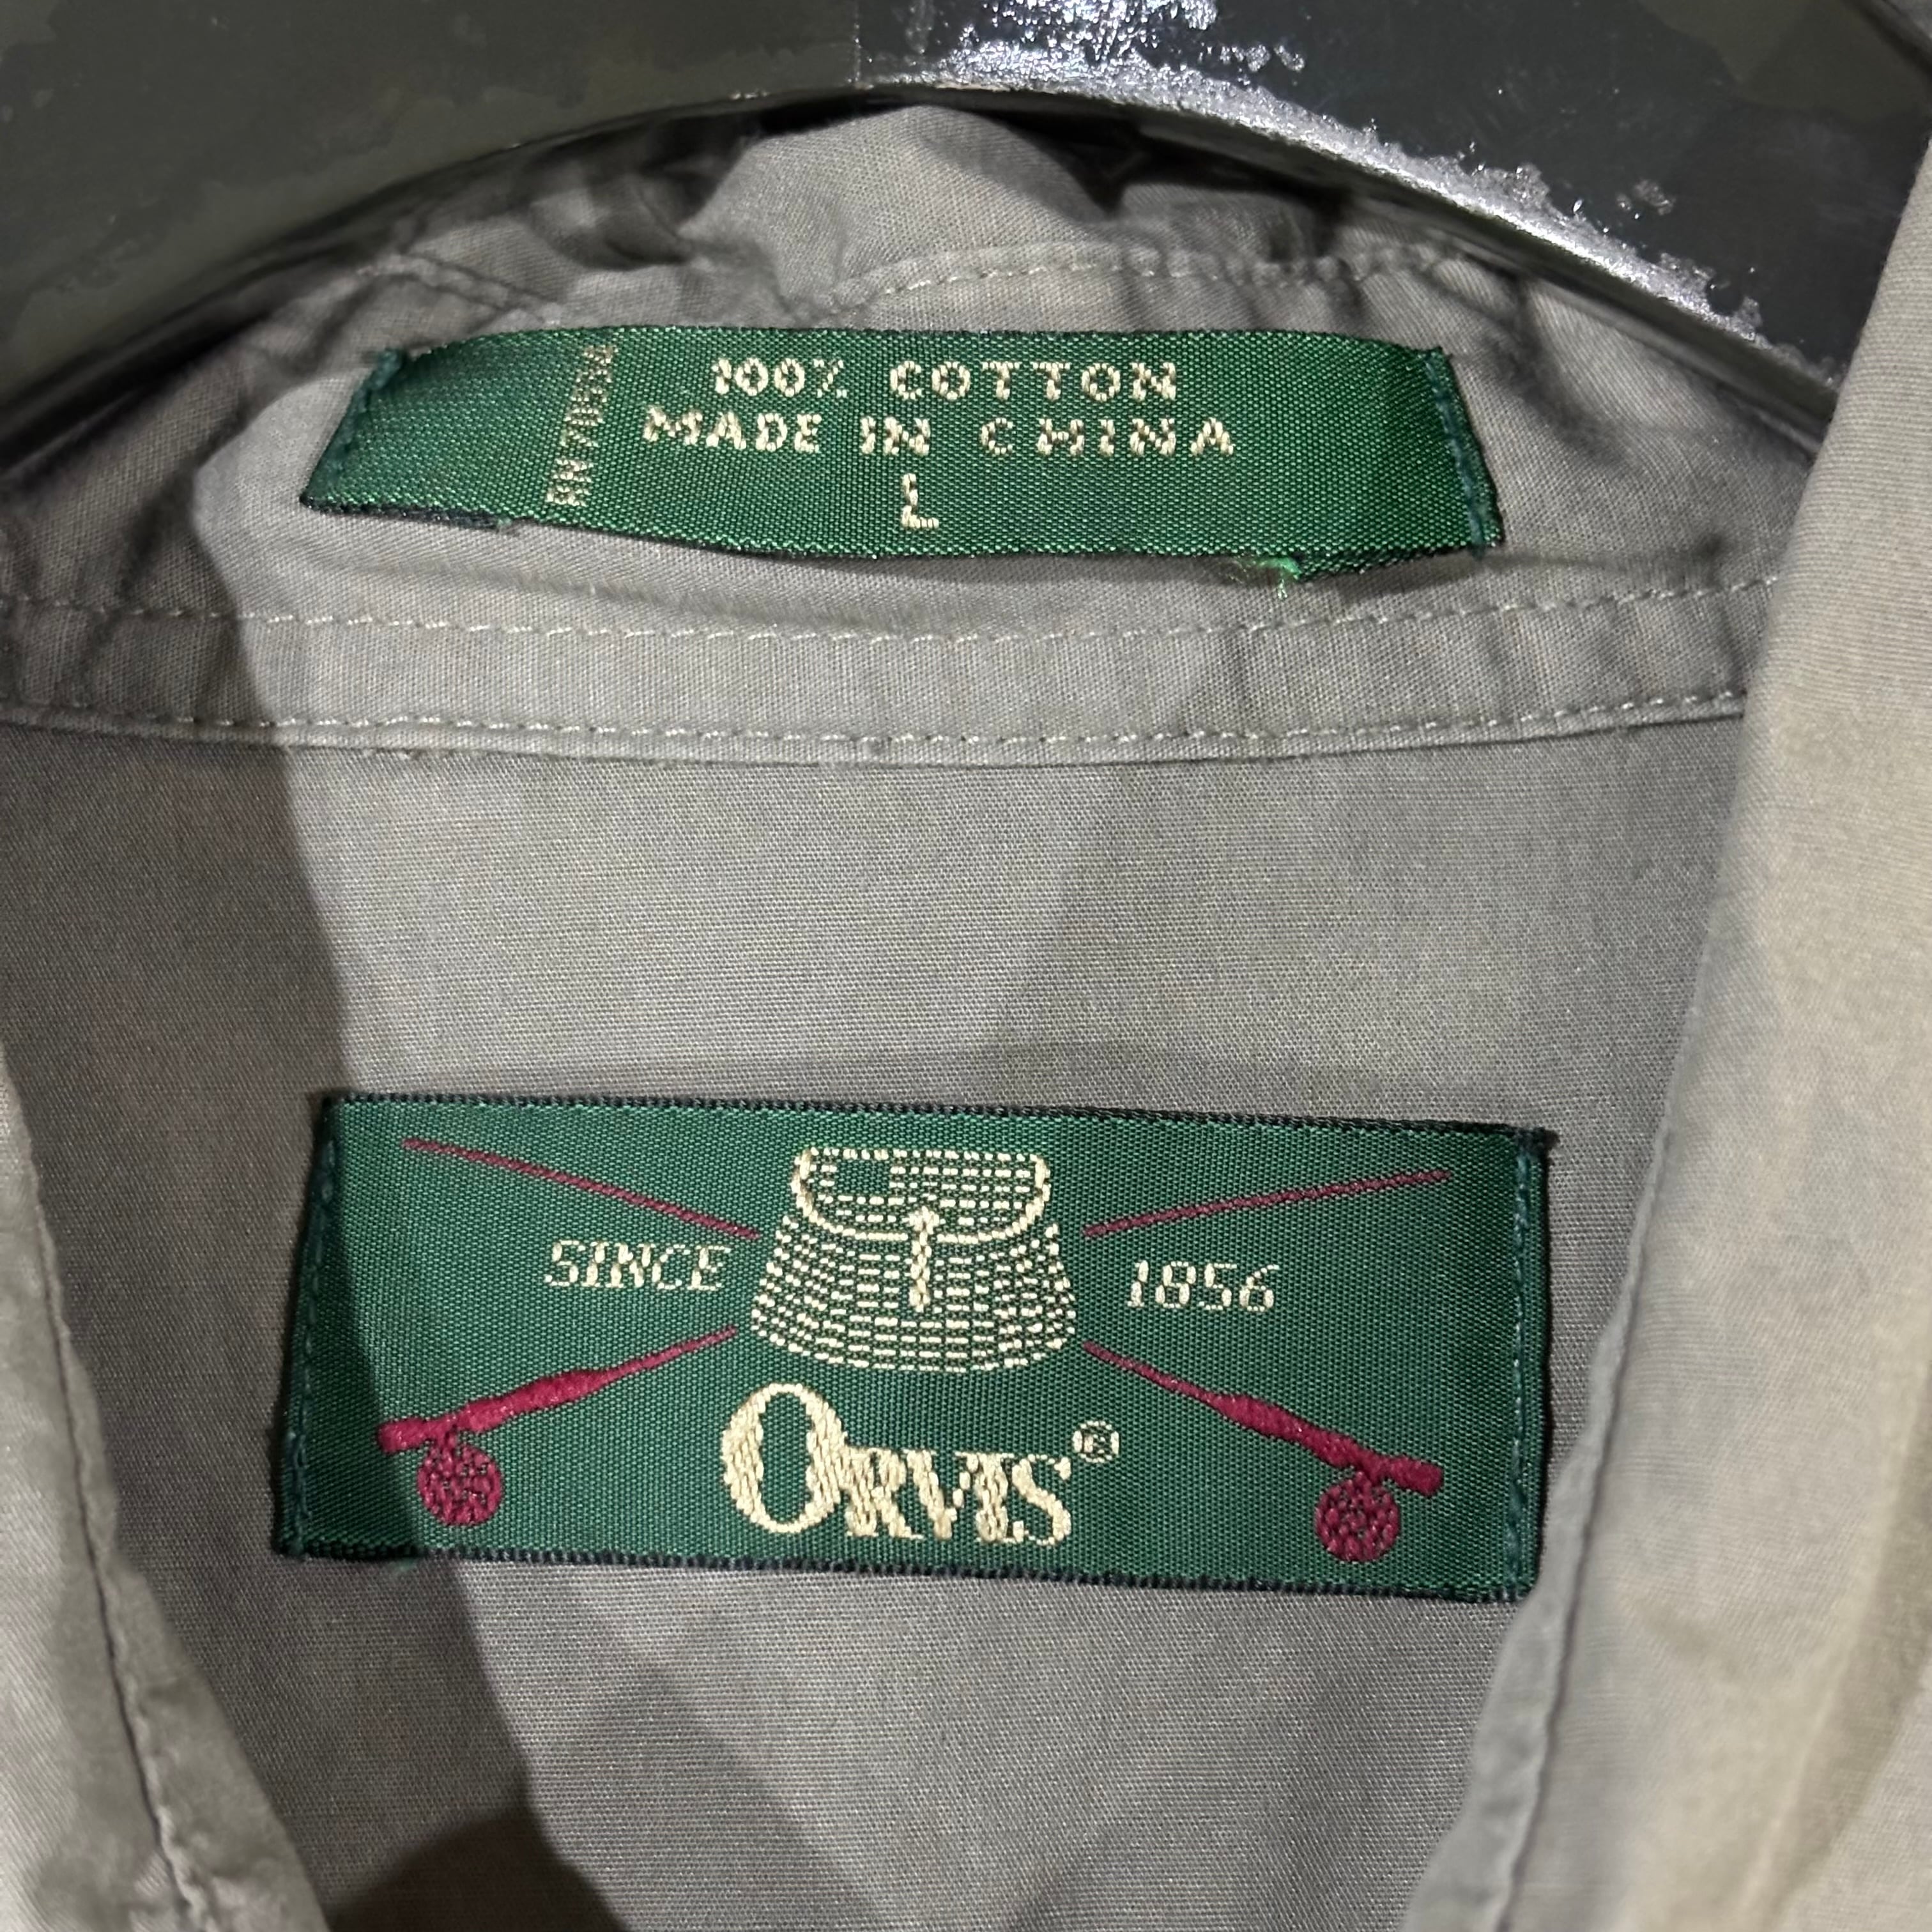 100% COTTON
MADE IN CHINA
L
SINCE 1856
ORVIS®